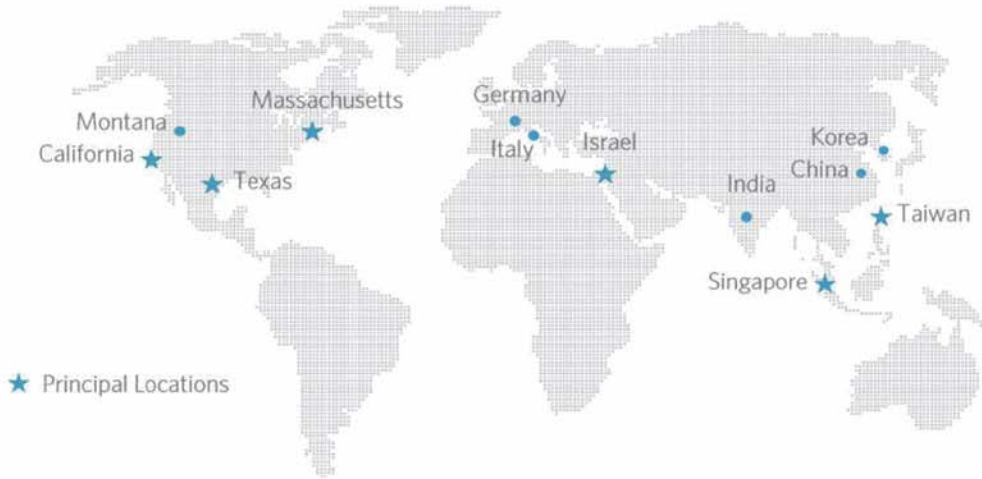 Massachusetts
Germany
Montana
Italy
Israel
Korea
California
China
Texas
India
Taiwan
Singapore
Principal Locations